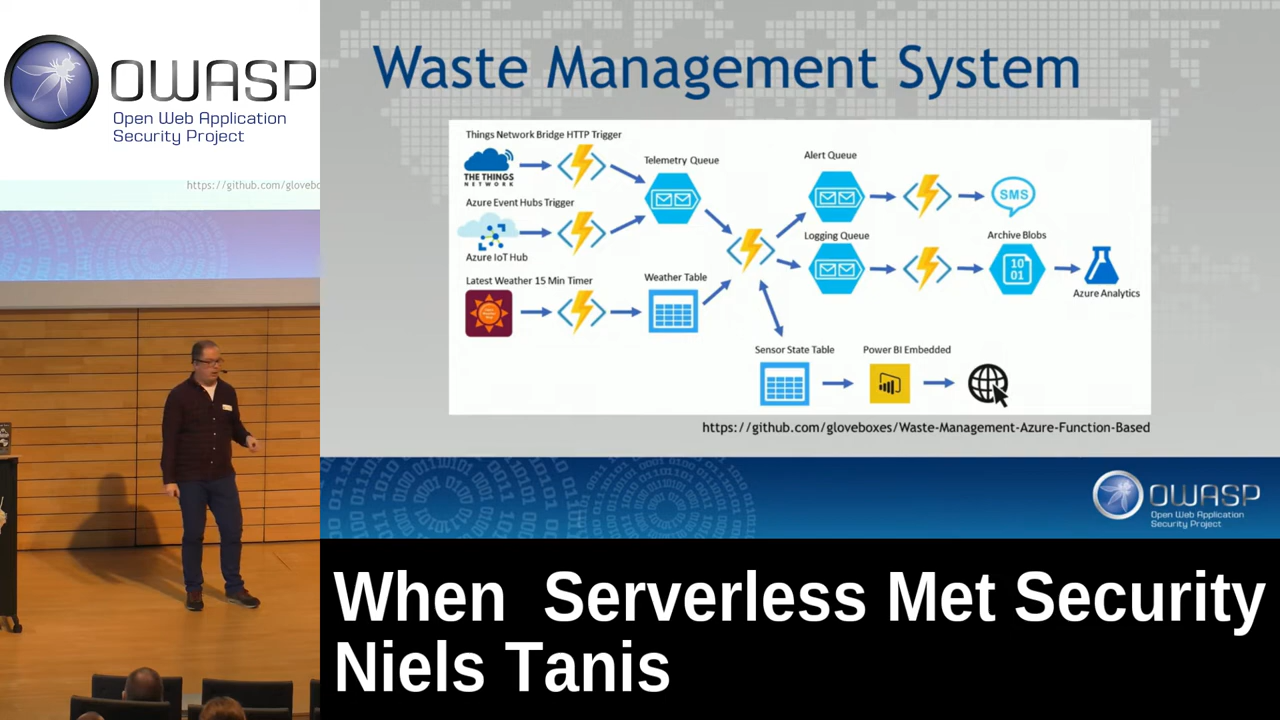 OWASP
Open Web Application
Security Project
https://github.com/glovebo
Waste Management System
Things Network Bridge HTTP Trigger
THE THINGS
NETWORK
Azure Event Hubs Trigger
Azure IoT Hub
Latest Weather 15 Min Timer
Telemetry Queue
Weather Table
Alert Queue
SMS
Logging Queue
Archive Blobs
10
01
Azure Analytics
Sensor State Table
Power BI Embedded
https://github.com/gloveboxes/Waste-Management-Azure-Function-Based
OWASP
Open Web Application
Security Project
When Serverless Met Security
Niels Tanis